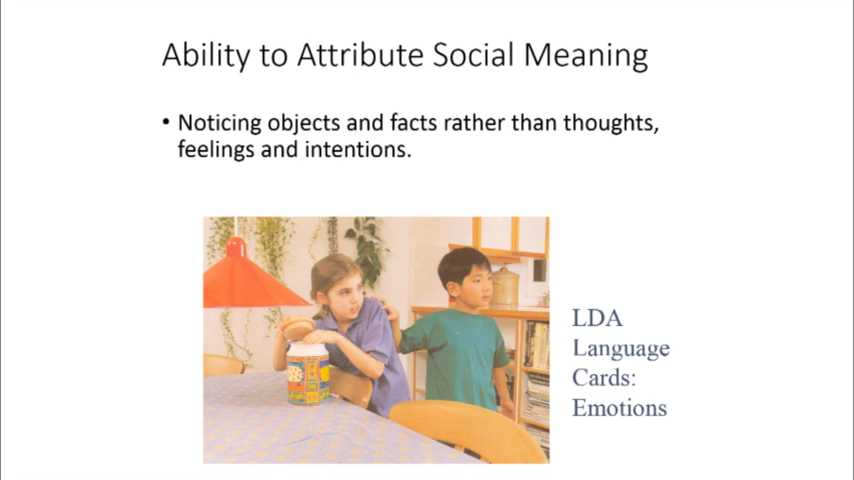 Ability to Attribute Social Meaning
• Noticing objects and facts rather than thoughts,
feelings and intentions.
LDA
Language
Cards:
Emotions